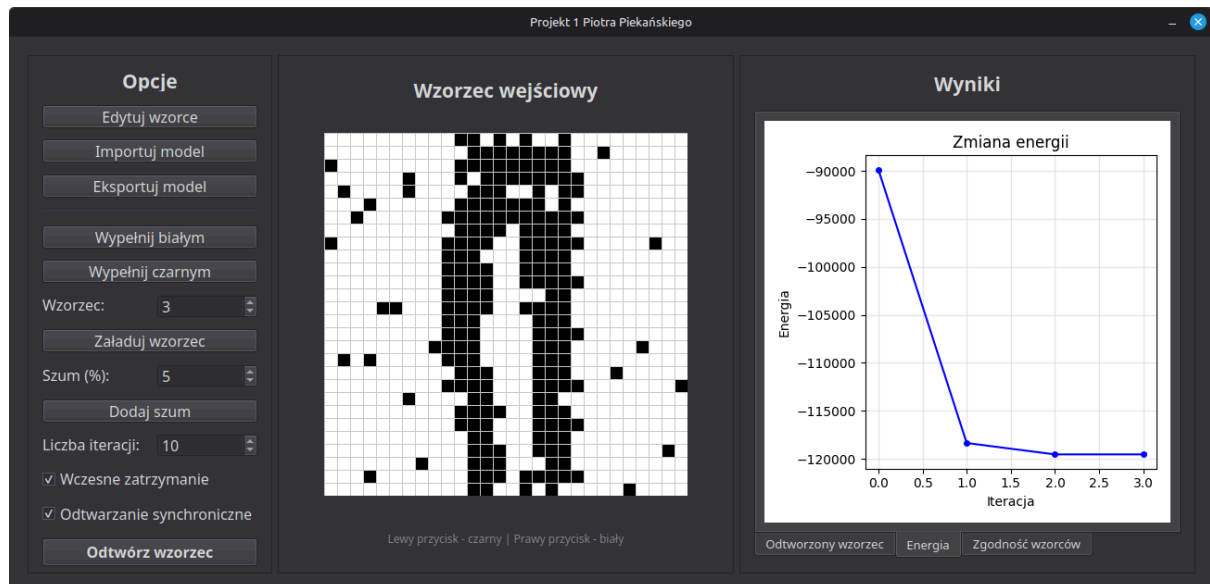 Projekt 1 Piotra Piekańskiego
Opcje
Edytuj wzorce
Importuj model
Eksportuj model
Wypełnij białym
Wypełnij czarnym
Wzorzec: 3
Załaduj wzorzec
Szum (%): 5
Dodaj szum
Liczba iteracji: 10
Wczesne zatrzymanie
Odtwarzanie synchroniczne
Odtwórz wzorzec
Wzorzec wejściowy
Lewy przycisk - czarny | Prawy przycisk - biały
Wyniki
Zmiana energii
Energia
−90000
−95000
−100000
−105000
−110000
−115000
−120000
0.0 0.5 1.0 1.5 2.0 2.5 3.0
Iteracja
Odtworzony wzorzec Energia Zgodność wzorców